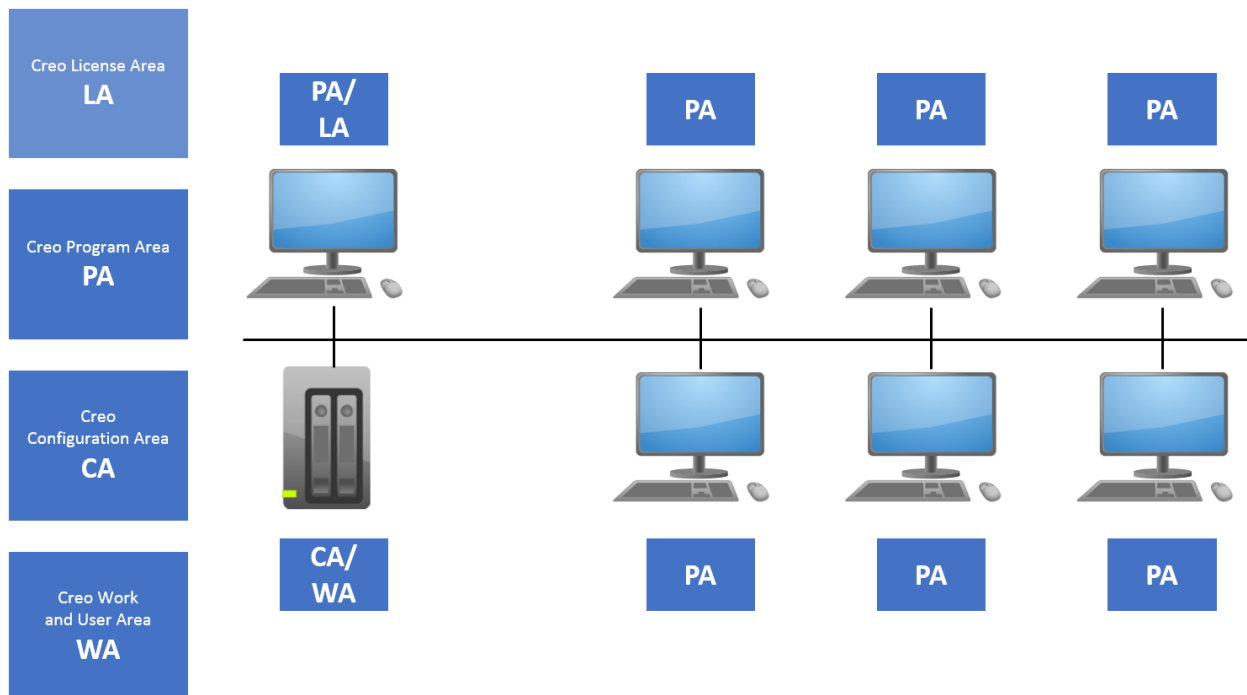 Creo License Area
LA
Creo Program Area
PA
Creo
Configuration Area
CA
Creo Work
and User Area
WA
PA/
LA
PA
PA
PA
CA/
WA
PA
PA
PA